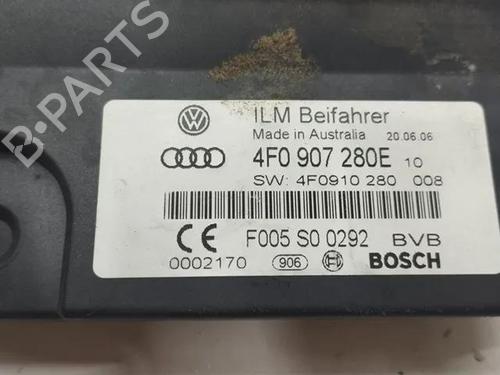 ILM Beifahrer
Made in Australia 20.06.06
4F0 907 280E 10
SW: 4F0910 280 008
CE F005 S0 0292 BVB
0002170 906 BOSCH
B-PARTS